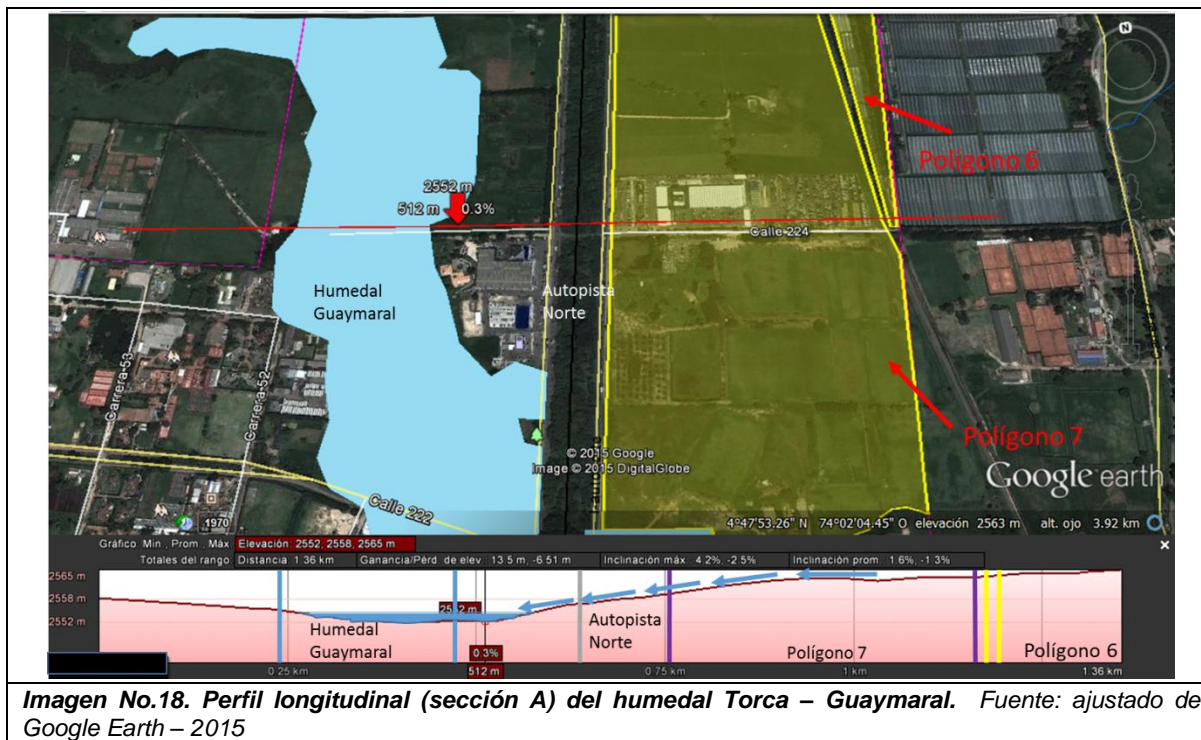 N
Polígono 6
2552 m
512 m 0.3%
Calle 224
Humedal
Guaymaral
Autopista
Norte
Carrera-53
Carrera-52
Polígono 7
© 2015 Google
Image © 2015 DigitalGlobe
Google earth
Calle 222
1970
4°47'53.26" N 74°02'04.45" O elevación 2563 m alt. ojo 3.92 km
Gráfico: Mín., Prom., Máx. Elevación: 2552, 2558, 2565 m
Totales del rango: Distancia: 1.36 km Ganancia/Pérd. de elev.: 13.5 m, -6.51 m Inclinación máx.: 4.2%, -2.5% Inclinación prom.: 1.6%, -1.3%
2565 m
2558 m
2552 m
2552 m
Humedal
Guaymaral
Autopista
Norte
Polígono 7
Polígono 6
0.3%
0.25 km
512 m
0.75 km
1 km
1.36 km
Imagen No.18. Perfil longitudinal (sección A) del humedal Torca – Guaymaral. Fuente: ajustado de
Google Earth – 2015